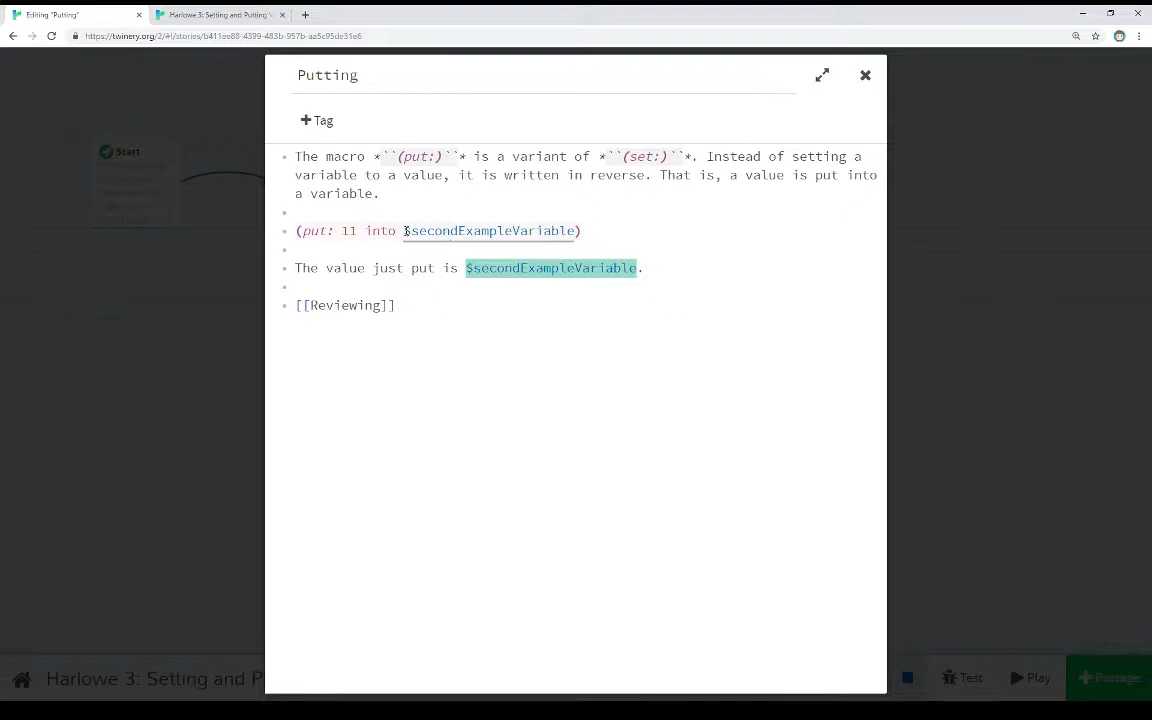 Editing "Putting"
Harlowe 3: Setting and Putting V
https://twinery.org/2/#!/stories/b411ee88-4399-483b-957b-aa5c95de31e6
Putting
+ Tag
The macro *``(put:)``* is a variant of *``(set:)``*. Instead of setting a
variable to a value, it is written in reverse. That is, a value is put into
a variable.
(put: 11 into $secondExampleVariable)
The value just put is $secondExampleVariable.
[[Reviewing]]
Start
Harlowe 3: Setting and P
Test
Play
+ Passage